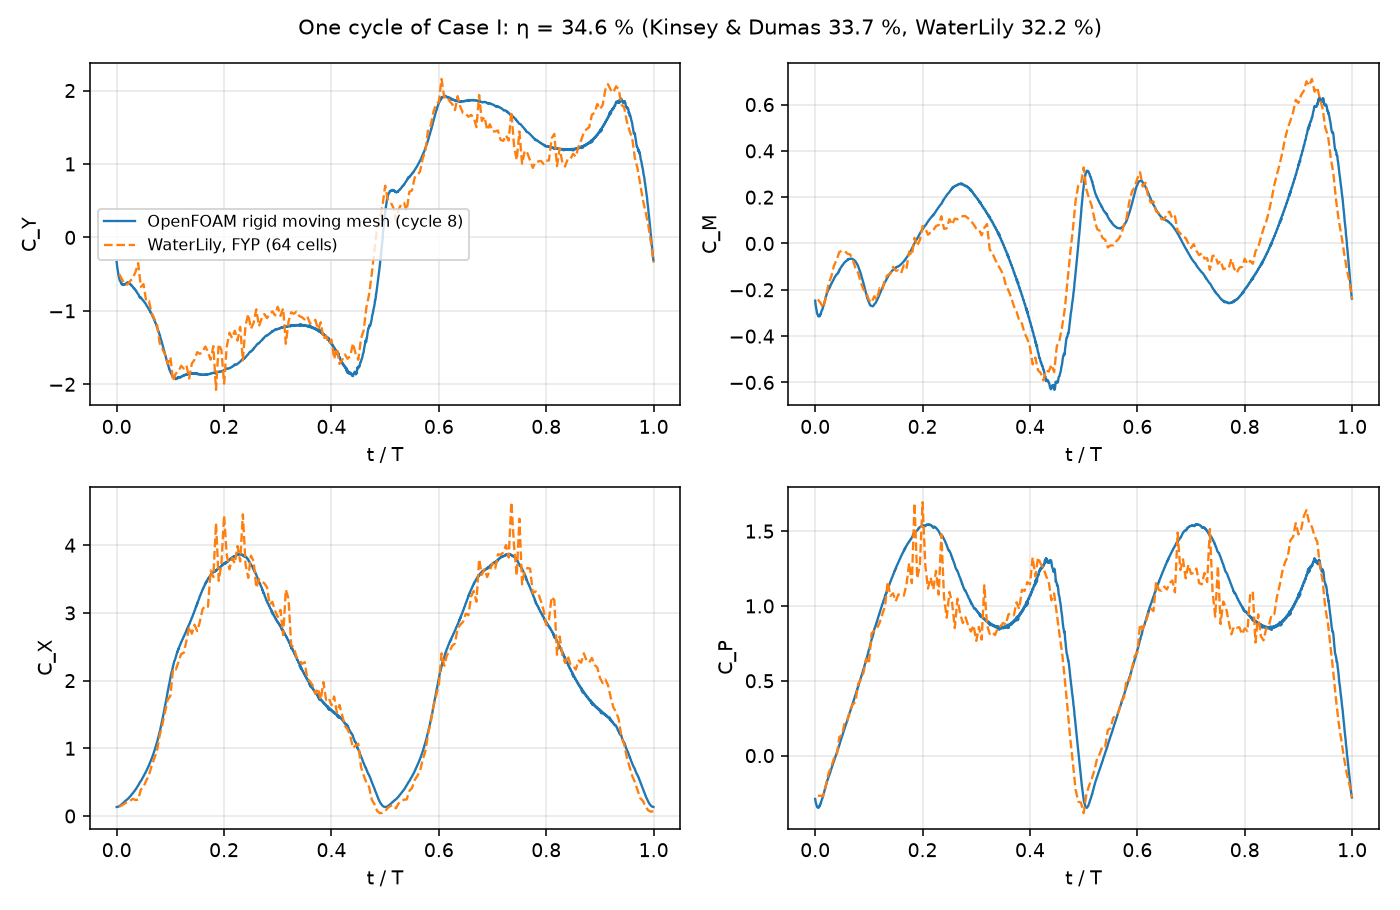 One cycle of Case I: η = 34.6 % (Kinsey & Dumas 33.7 %, WaterLily 32.2 %)
C_Y
2
1
0
−1
−2
OpenFOAM rigid moving mesh (cycle 8)
WaterLily, FYP (64 cells)
0.0 0.2 0.4 0.6 0.8 1.0
t / T
C_M
0.6
0.4
0.2
0.0
−0.2
−0.4
−0.6
0.0 0.2 0.4 0.6 0.8 1.0
t / T
C_X
4
3
2
1
0
0.0 0.2 0.4 0.6 0.8 1.0
t / T
C_P
1.5
1.0
0.5
0.0
0.0 0.2 0.4 0.6 0.8 1.0
t / T